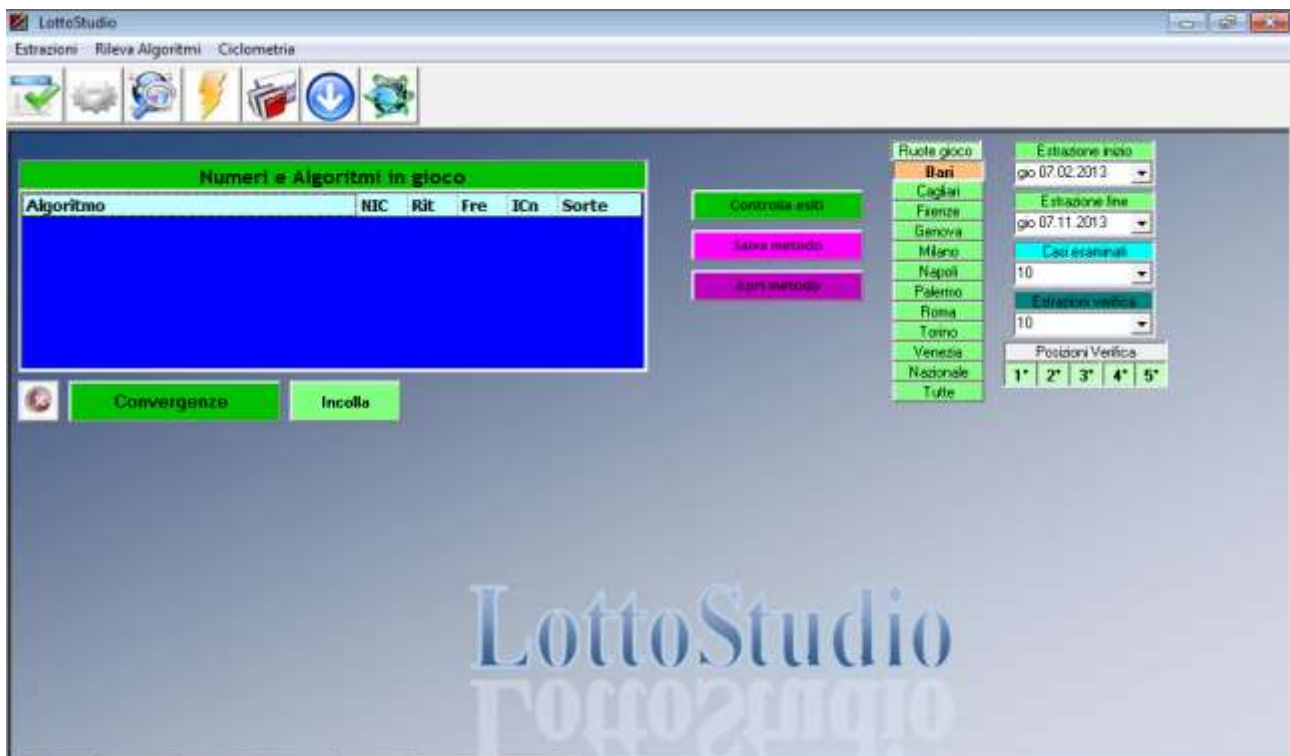 LottoStudio
Estrazioni Rileva Algoritmi Ciclometria
Numeri e Algoritmi in gioco
Algoritmo NIC Rit Fre ICn Sorte
Convergenze
Incolla
Controlla esiti
Salva metodo
Apri metodo
Ruote gioco
Bari
Cagliari
Firenze
Genova
Milano
Napoli
Palermo
Roma
Torino
Venezia
Nazionale
Tutte
Estrazione inizio
gio 07.02.2013
Estrazione fine
gio 07.11.2013
Casi esaminati
10
Estrazioni verifica
10
Posizioni Verifica
1° 2° 3° 4° 5°
LottoStudio